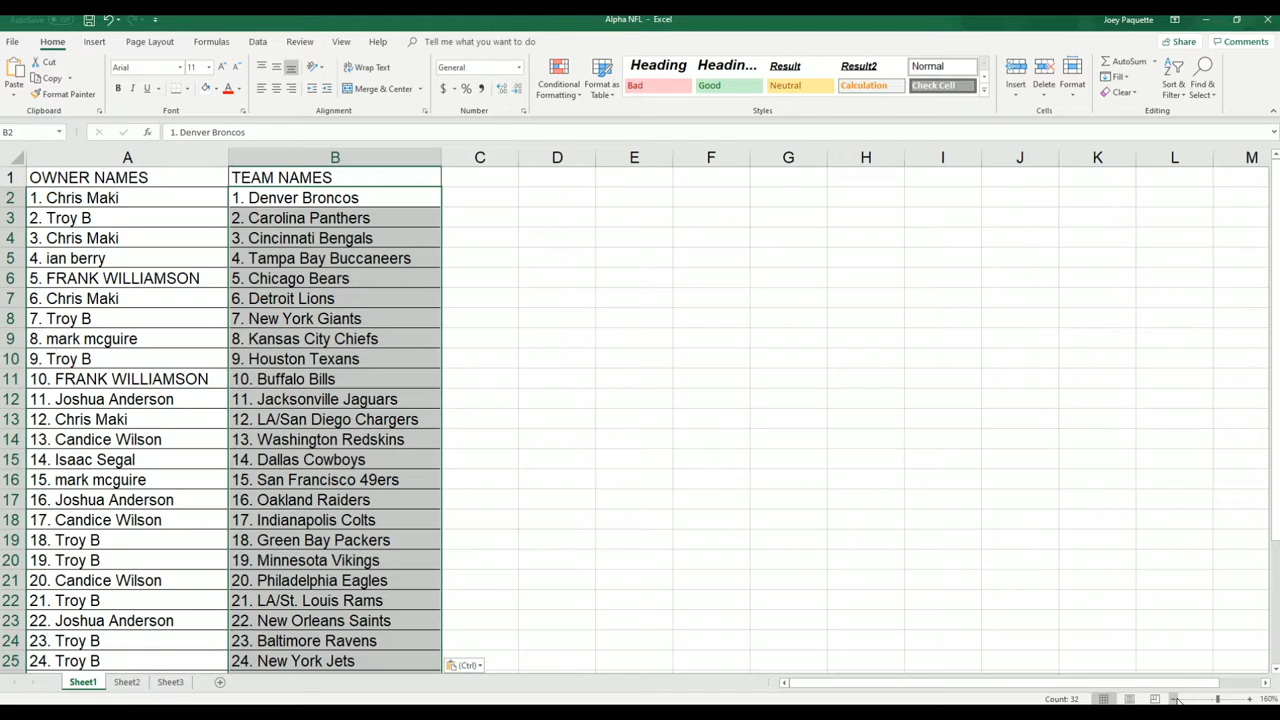 AutoSave Off
Alpha NFL - Excel
Joey Paquette
File Home Insert Page Layout Formulas Data Review View Help Tell me what you want to do Share Comments
Paste Cut Copy Format Painter Clipboard
Arial 11 A A B I U A Font
Wrap Text Merge & Center Alignment
General $ % , Number
Conditional Formatting Format as Table
Heading Headin... Result Result2 Normal
Bad Good Neutral Calculation Check Cell
Styles
Insert Delete Format Cells
AutoSum Fill Clear Sort & Filter Find & Select Editing
B2 fx 1. Denver Broncos
A B C D E F G H I J K L M
1 OWNER NAMES TEAM NAMES
2 1. Chris Maki 1. Denver Broncos
3 2. Troy B 2. Carolina Panthers
4 3. Chris Maki 3. Cincinnati Bengals
5 4. ian berry 4. Tampa Bay Buccaneers
6 5. FRANK WILLIAMSON 5. Chicago Bears
7 6. Chris Maki 6. Detroit Lions
8 7. Troy B 7. New York Giants
9 8. mark mcguire 8. Kansas City Chiefs
10 9. Troy B 9. Houston Texans
11 10. FRANK WILLIAMSON 10. Buffalo Bills
12 11. Joshua Anderson 11. Jacksonville Jaguars
13 12. Chris Maki 12. LA/San Diego Chargers
14 13. Candice Wilson 13. Washington Redskins
15 14. Isaac Segal 14. Dallas Cowboys
16 15. mark mcguire 15. San Francisco 49ers
17 16. Joshua Anderson 16. Oakland Raiders
18 17. Candice Wilson 17. Indianapolis Colts
19 18. Troy B 18. Green Bay Packers
20 19. Troy B 19. Minnesota Vikings
21 20. Candice Wilson 20. Philadelphia Eagles
22 21. Troy B 21. LA/St. Louis Rams
23 22. Joshua Anderson 22. New Orleans Saints
24 23. Troy B 23. Baltimore Ravens
25 24. Troy B 24. New York Jets
(Ctrl)
Sheet1 Sheet2 Sheet3
Count: 32 160%